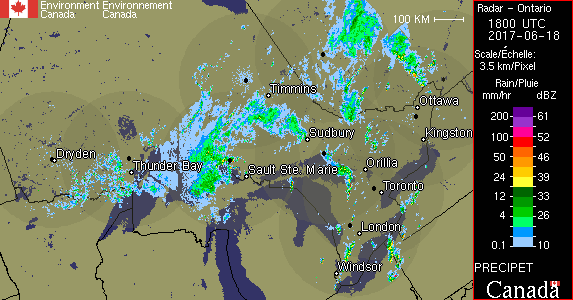 Environment Environnement
Canada Canada
100 KM
Timmins
Ottawa
Sudbury
Kingston
Dryden
Thunder Bay
Sault Ste. Marie
Orillia
Toronto
London
Windsor
Radar - Ontario
1800 UTC
2017-06-18
Scale/Échelle:
3.5 km/Pixel
Rain/Pluie
mm/hr dBZ
200 61
100 52
50 46
24 39
12 33
4 26
0.1 10
PRECIPET
Canada